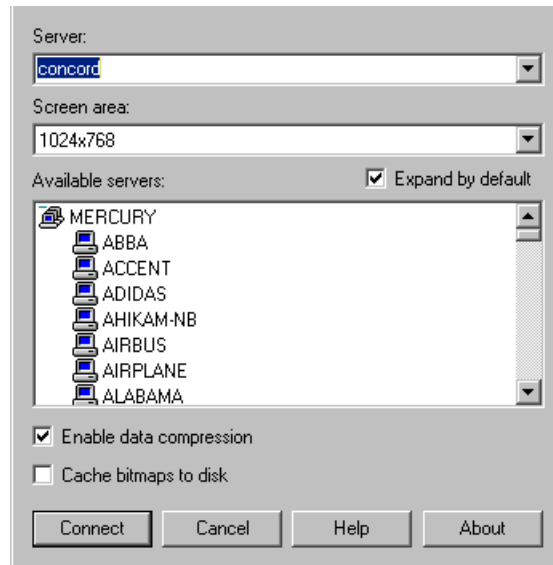 Server:
concord
Screen area:
1024x768
Available servers: Expand by default
MERCURY
ABBA
ACCENT
ADIDAS
AHIKAM-NB
AIRBUS
AIRPLANE
ALABAMA
Enable data compression
Cache bitmaps to disk
Connect Cancel Help About